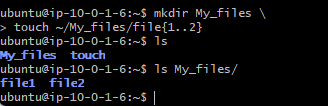 ubuntu@ip-10-0-1-6:~$ mkdir My_files \
> touch ~/My_files/file{1..2}
ubuntu@ip-10-0-1-6:~$ ls
My_files  touch
ubuntu@ip-10-0-1-6:~$ ls My_files/
file1  file2
ubuntu@ip-10-0-1-6:~$